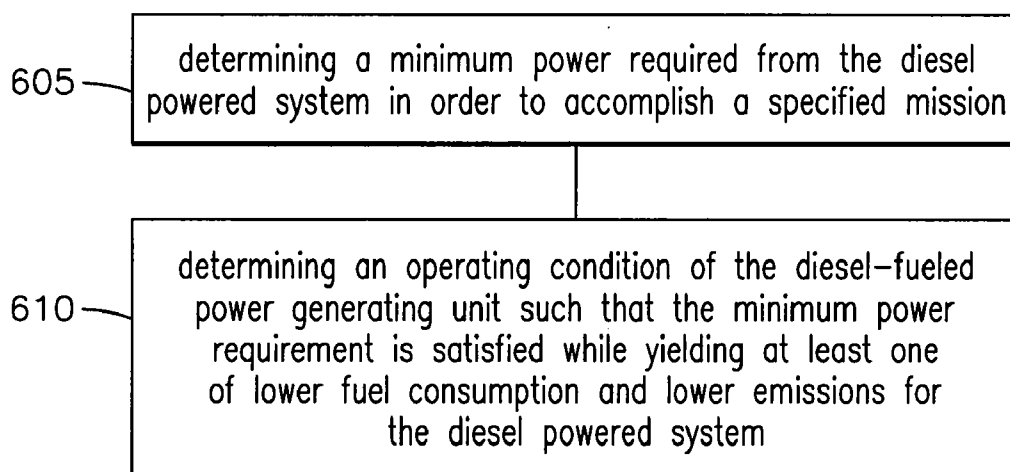 605
determining a minimum power required from the diesel
powered system in order to accomplish a specified mission
610
determining an operating condition of the diesel-fueled
power generating unit such that the minimum power
requirement is satisfied while yielding at least one
of lower fuel consumption and lower emissions for
the diesel powered system